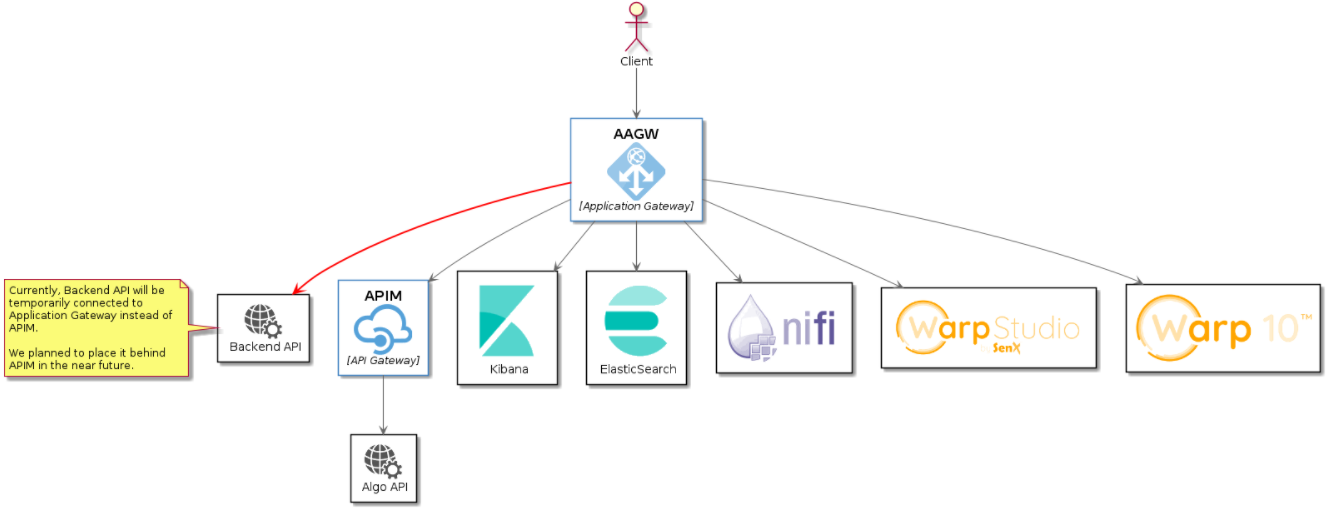 Client
AAGW
[Application Gateway]
Currently, Backend API will be
temporarily connected to
Application Gateway instead of
APIM.
We planned to place it behind
APIM in the near future.
Backend API
APIM
[API Gateway]
Kibana
ElasticSearch
nifi
WarpStudio
by SenX
Warp 10™
Algo API